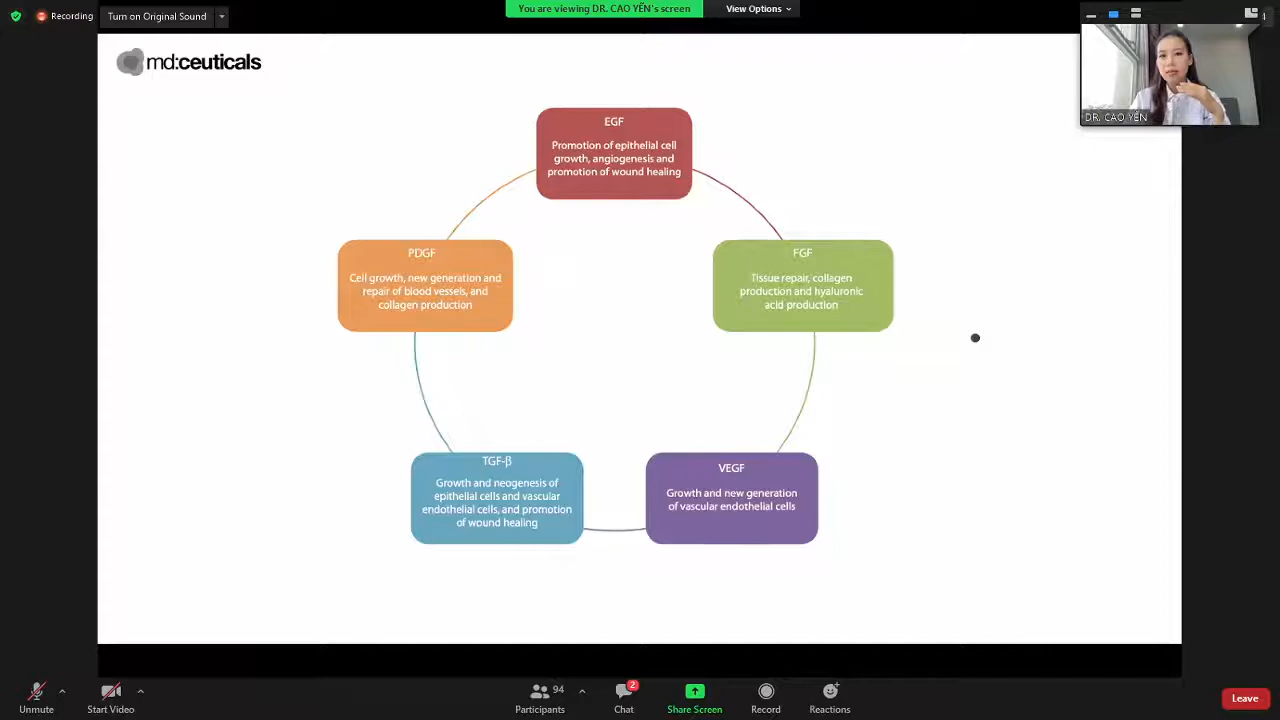 You are viewing DR. CAO YẾN's screen
View Options
Recording
Turn on Original Sound
md:ceuticals
DR. CAO YẾN
EGF
Promotion of epithelial cell
growth, angiogenesis and
promotion of wound healing
PDGF
Cell growth, new generation and
repair of blood vessels, and
collagen production
FGF
Tissue repair, collagen
production and hyaluronic
acid production
TGF-β
Growth and neogenesis of
epithelial cells and vascular
endothelial cells, and promotion
of wound healing
VEGF
Growth and new generation
of vascular endothelial cells
Unmute
Start Video
Participants
94
Chat
2
Share Screen
Record
Reactions
Leave